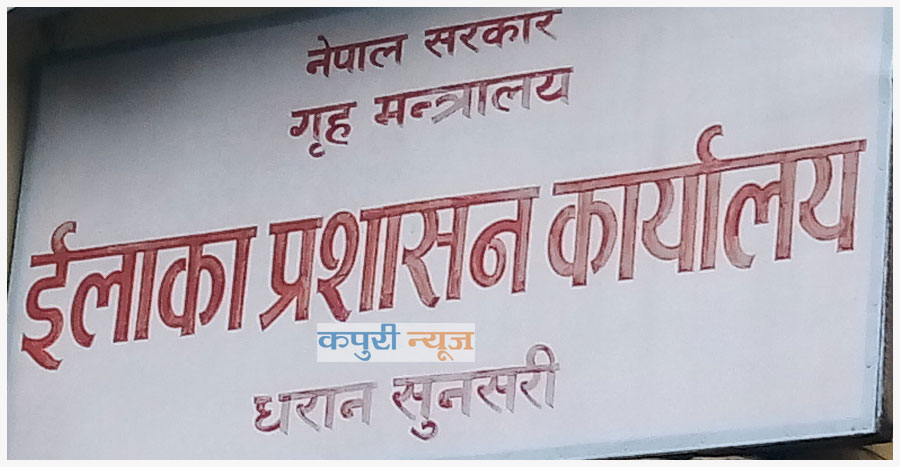 नेपाल सरकार
गृह मन्त्रालय
ईलाका प्रशासन कार्यालय
कपुरी न्यूज
धरान सुनसरी